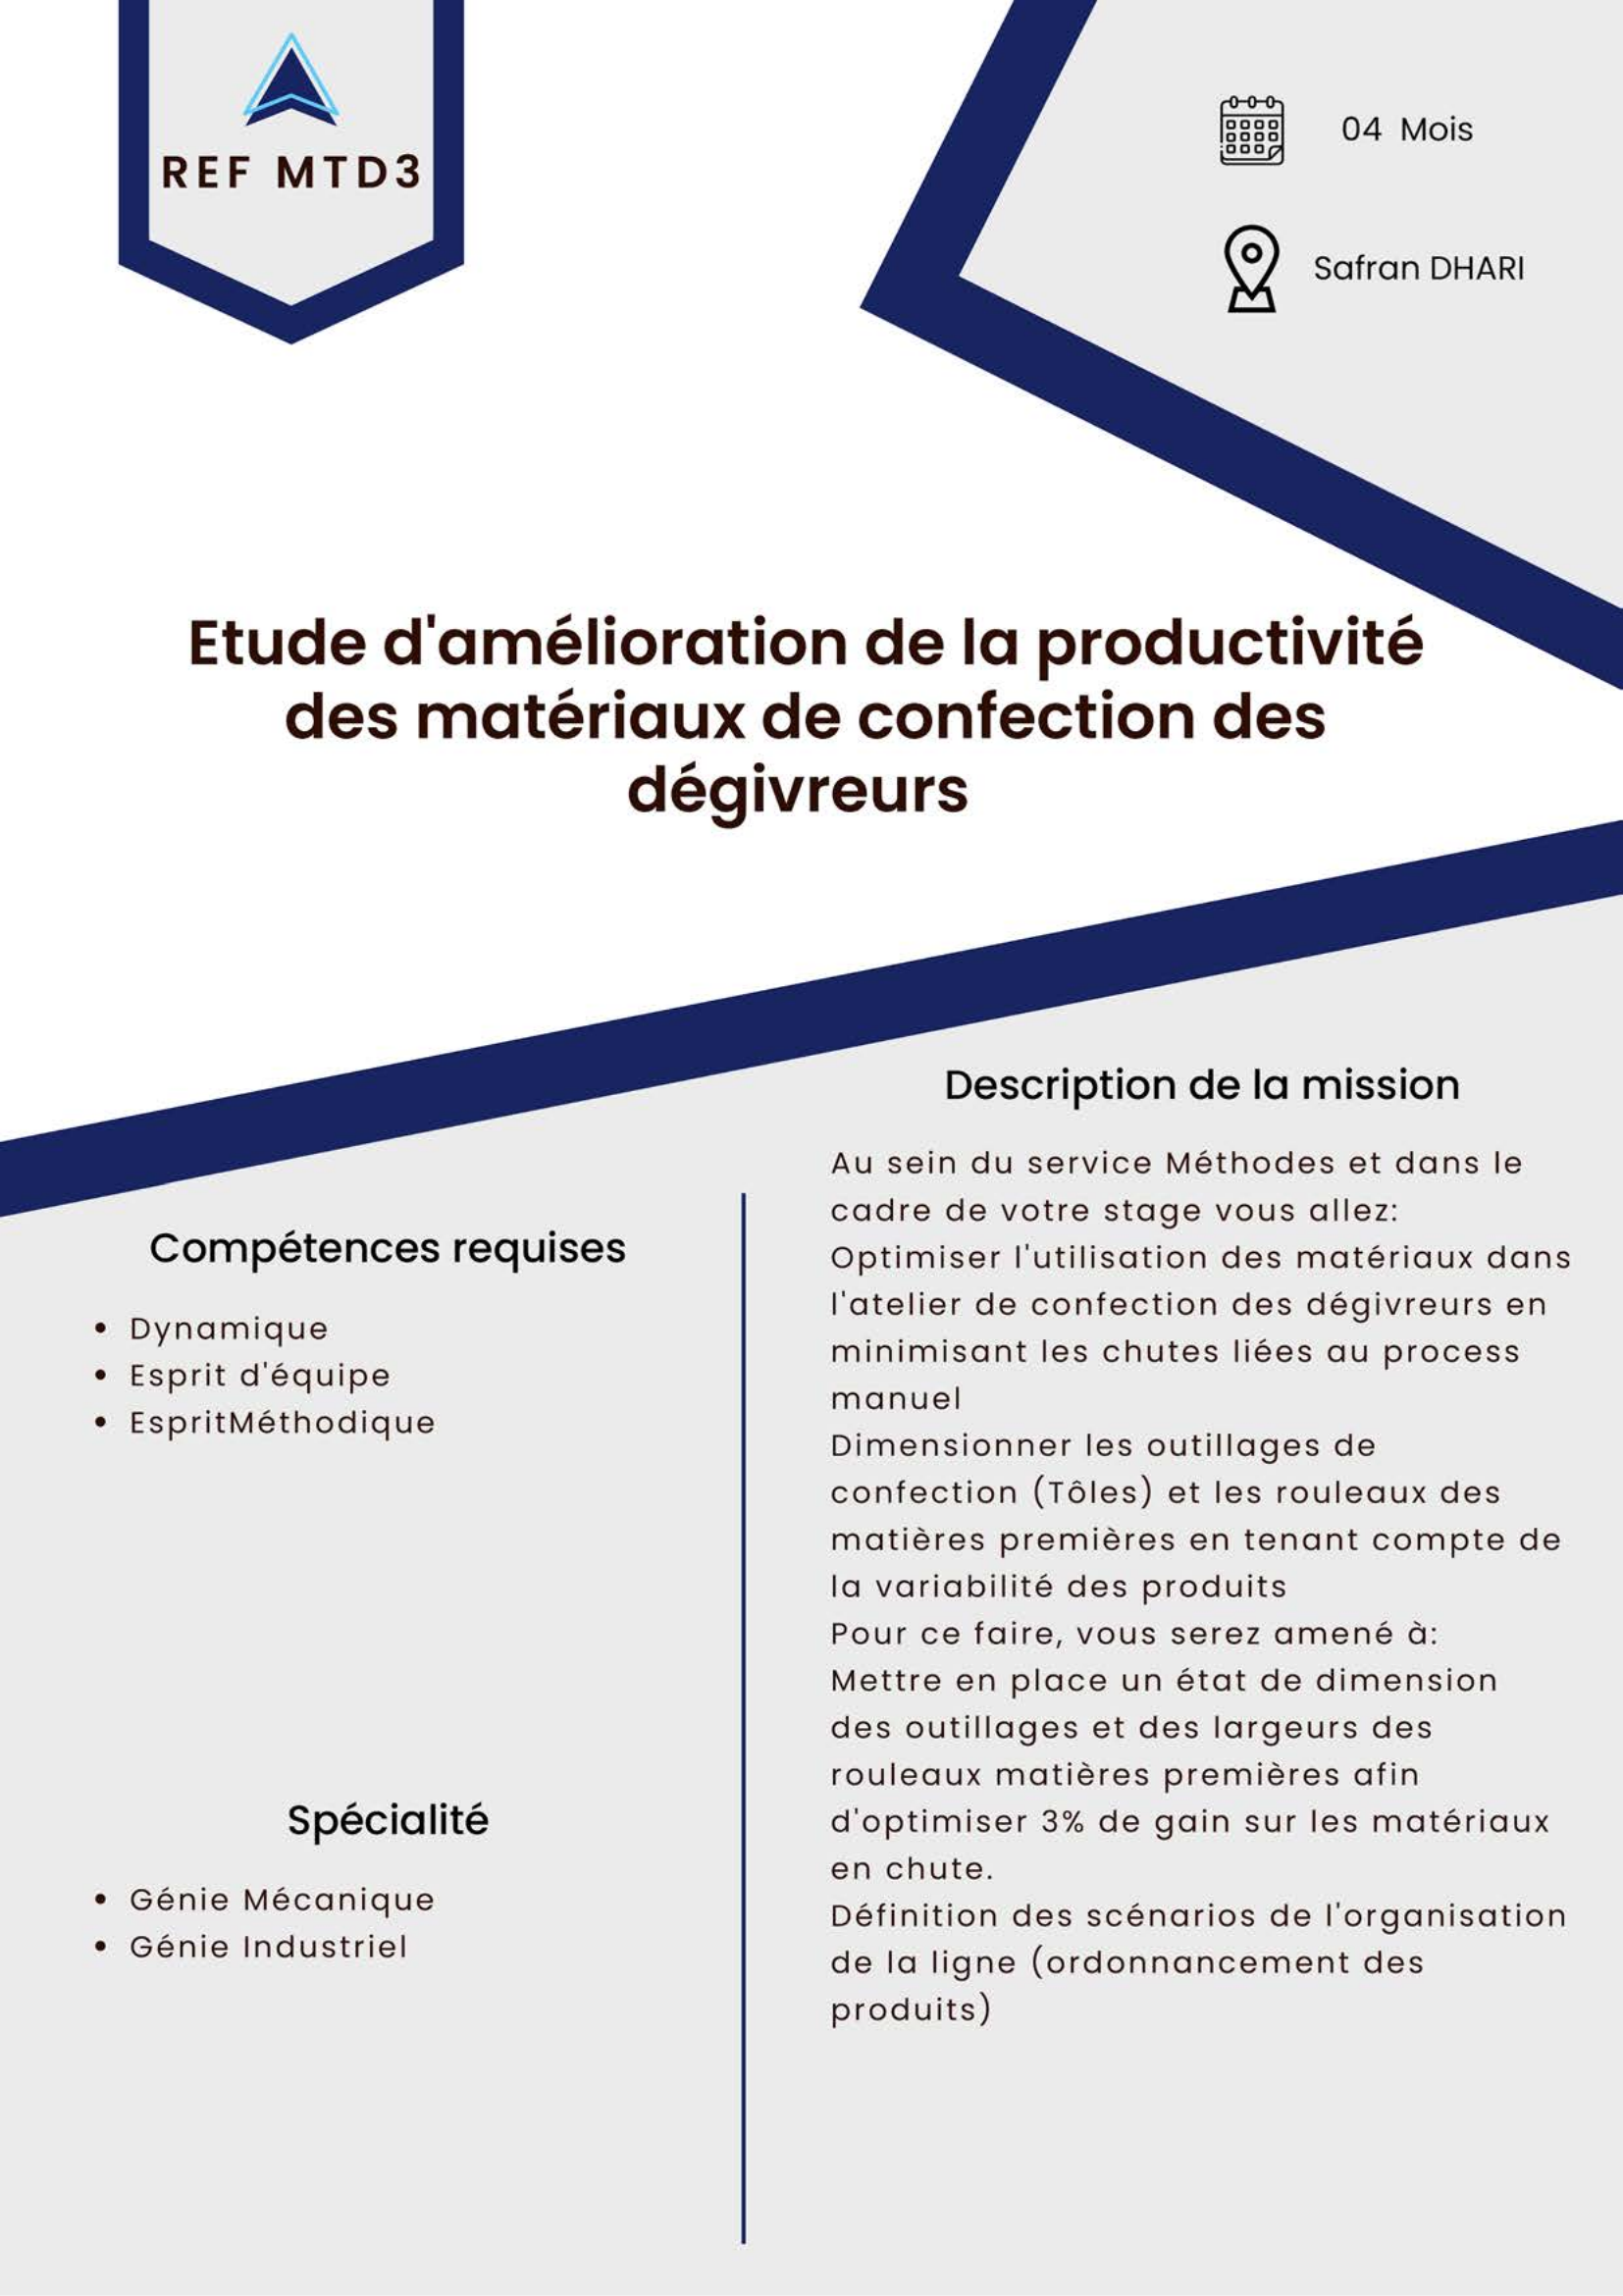 REF MTD3
04 Mois
Safran DHARI
Etude d'amélioration de la productivité
des matériaux de confection des
dégivreurs
Compétences requises
• Dynamique
• Esprit d'équipe
• EspritMéthodique
Spécialité
• Génie Mécanique
• Génie Industriel
Description de la mission
Au sein du service Méthodes et dans le
cadre de votre stage vous allez:
Optimiser l'utilisation des matériaux dans
l'atelier de confection des dégivreurs en
minimisant les chutes liées au process
manuel
Dimensionner les outillages de
confection (Tôles) et les rouleaux des
matières premières en tenant compte de
la variabilité des produits
Pour ce faire, vous serez amené à:
Mettre en place un état de dimension
des outillages et des largeurs des
rouleaux matières premières afin
d'optimiser 3% de gain sur les matériaux
en chute.
Définition des scénarios de l'organisation
de la ligne (ordonnancement des
produits)